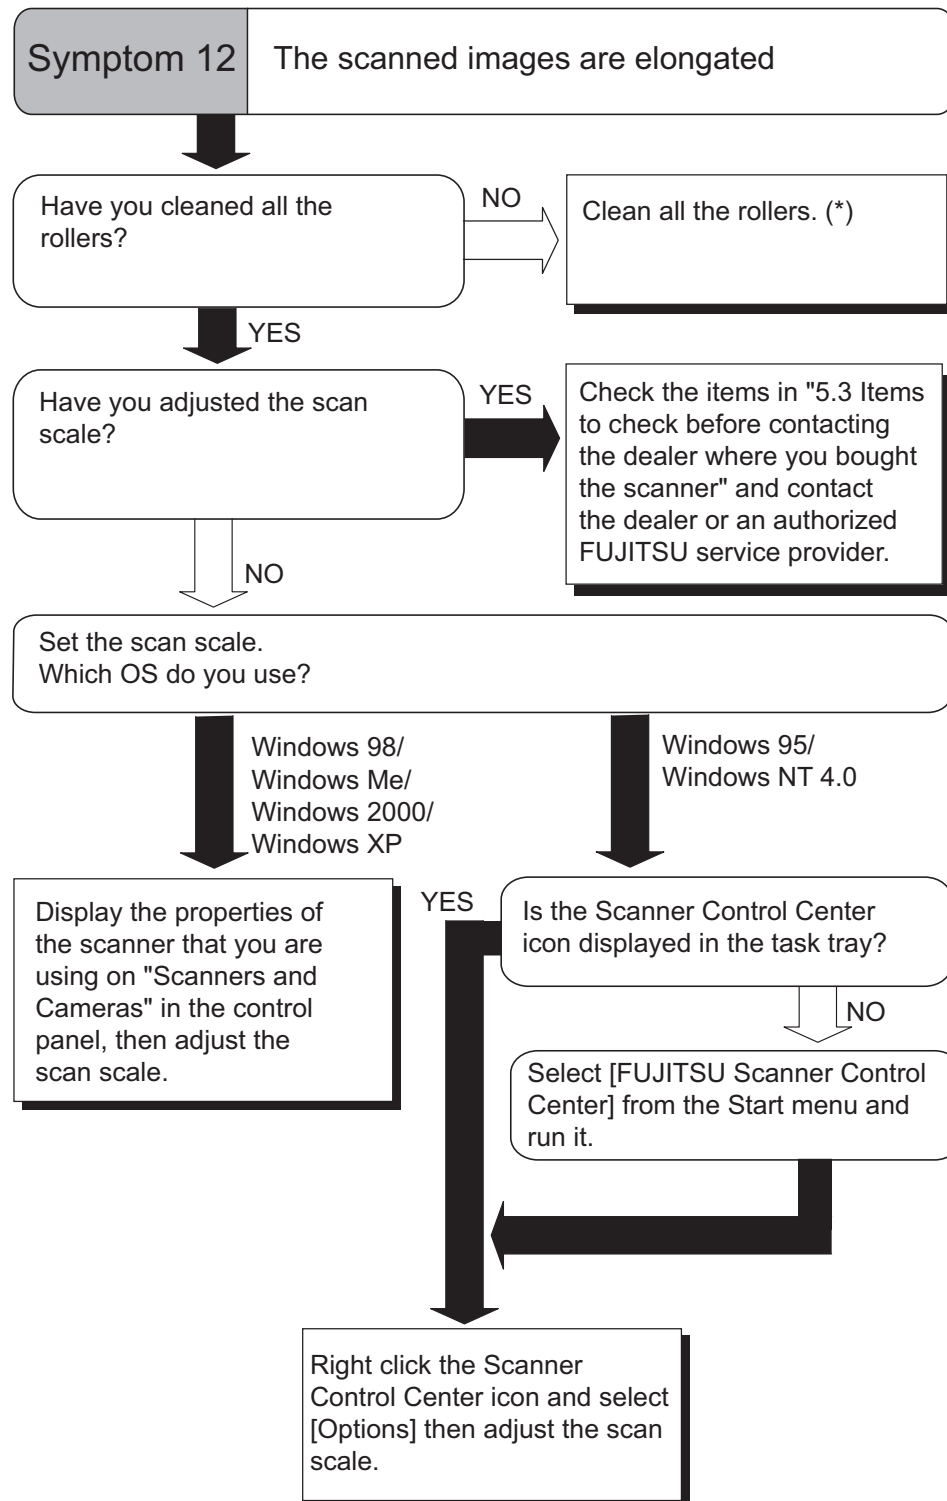 Symptom 12
The scanned images are elongated
Have you cleaned all the
rollers?
NO
Clean all the rollers. (*)
YES
Have you adjusted the scan
scale?
YES
Check the items in "5.3 Items
to check before contacting
the dealer where you bought
the scanner" and contact
the dealer or an authorized
FUJITSU service provider.
NO
Set the scan scale.
Which OS do you use?
Windows 98/
Windows Me/
Windows 2000/
Windows XP
Windows 95/
Windows NT 4.0
Display the properties of
the scanner that you are
using on "Scanners and
Cameras" in the control
panel, then adjust the
scan scale.
YES
Is the Scanner Control Center
icon displayed in the task tray?
NO
Select [FUJITSU Scanner Control
Center] from the Start menu and
run it.
Right click the Scanner
Control Center icon and select
[Options] then adjust the scan
scale.